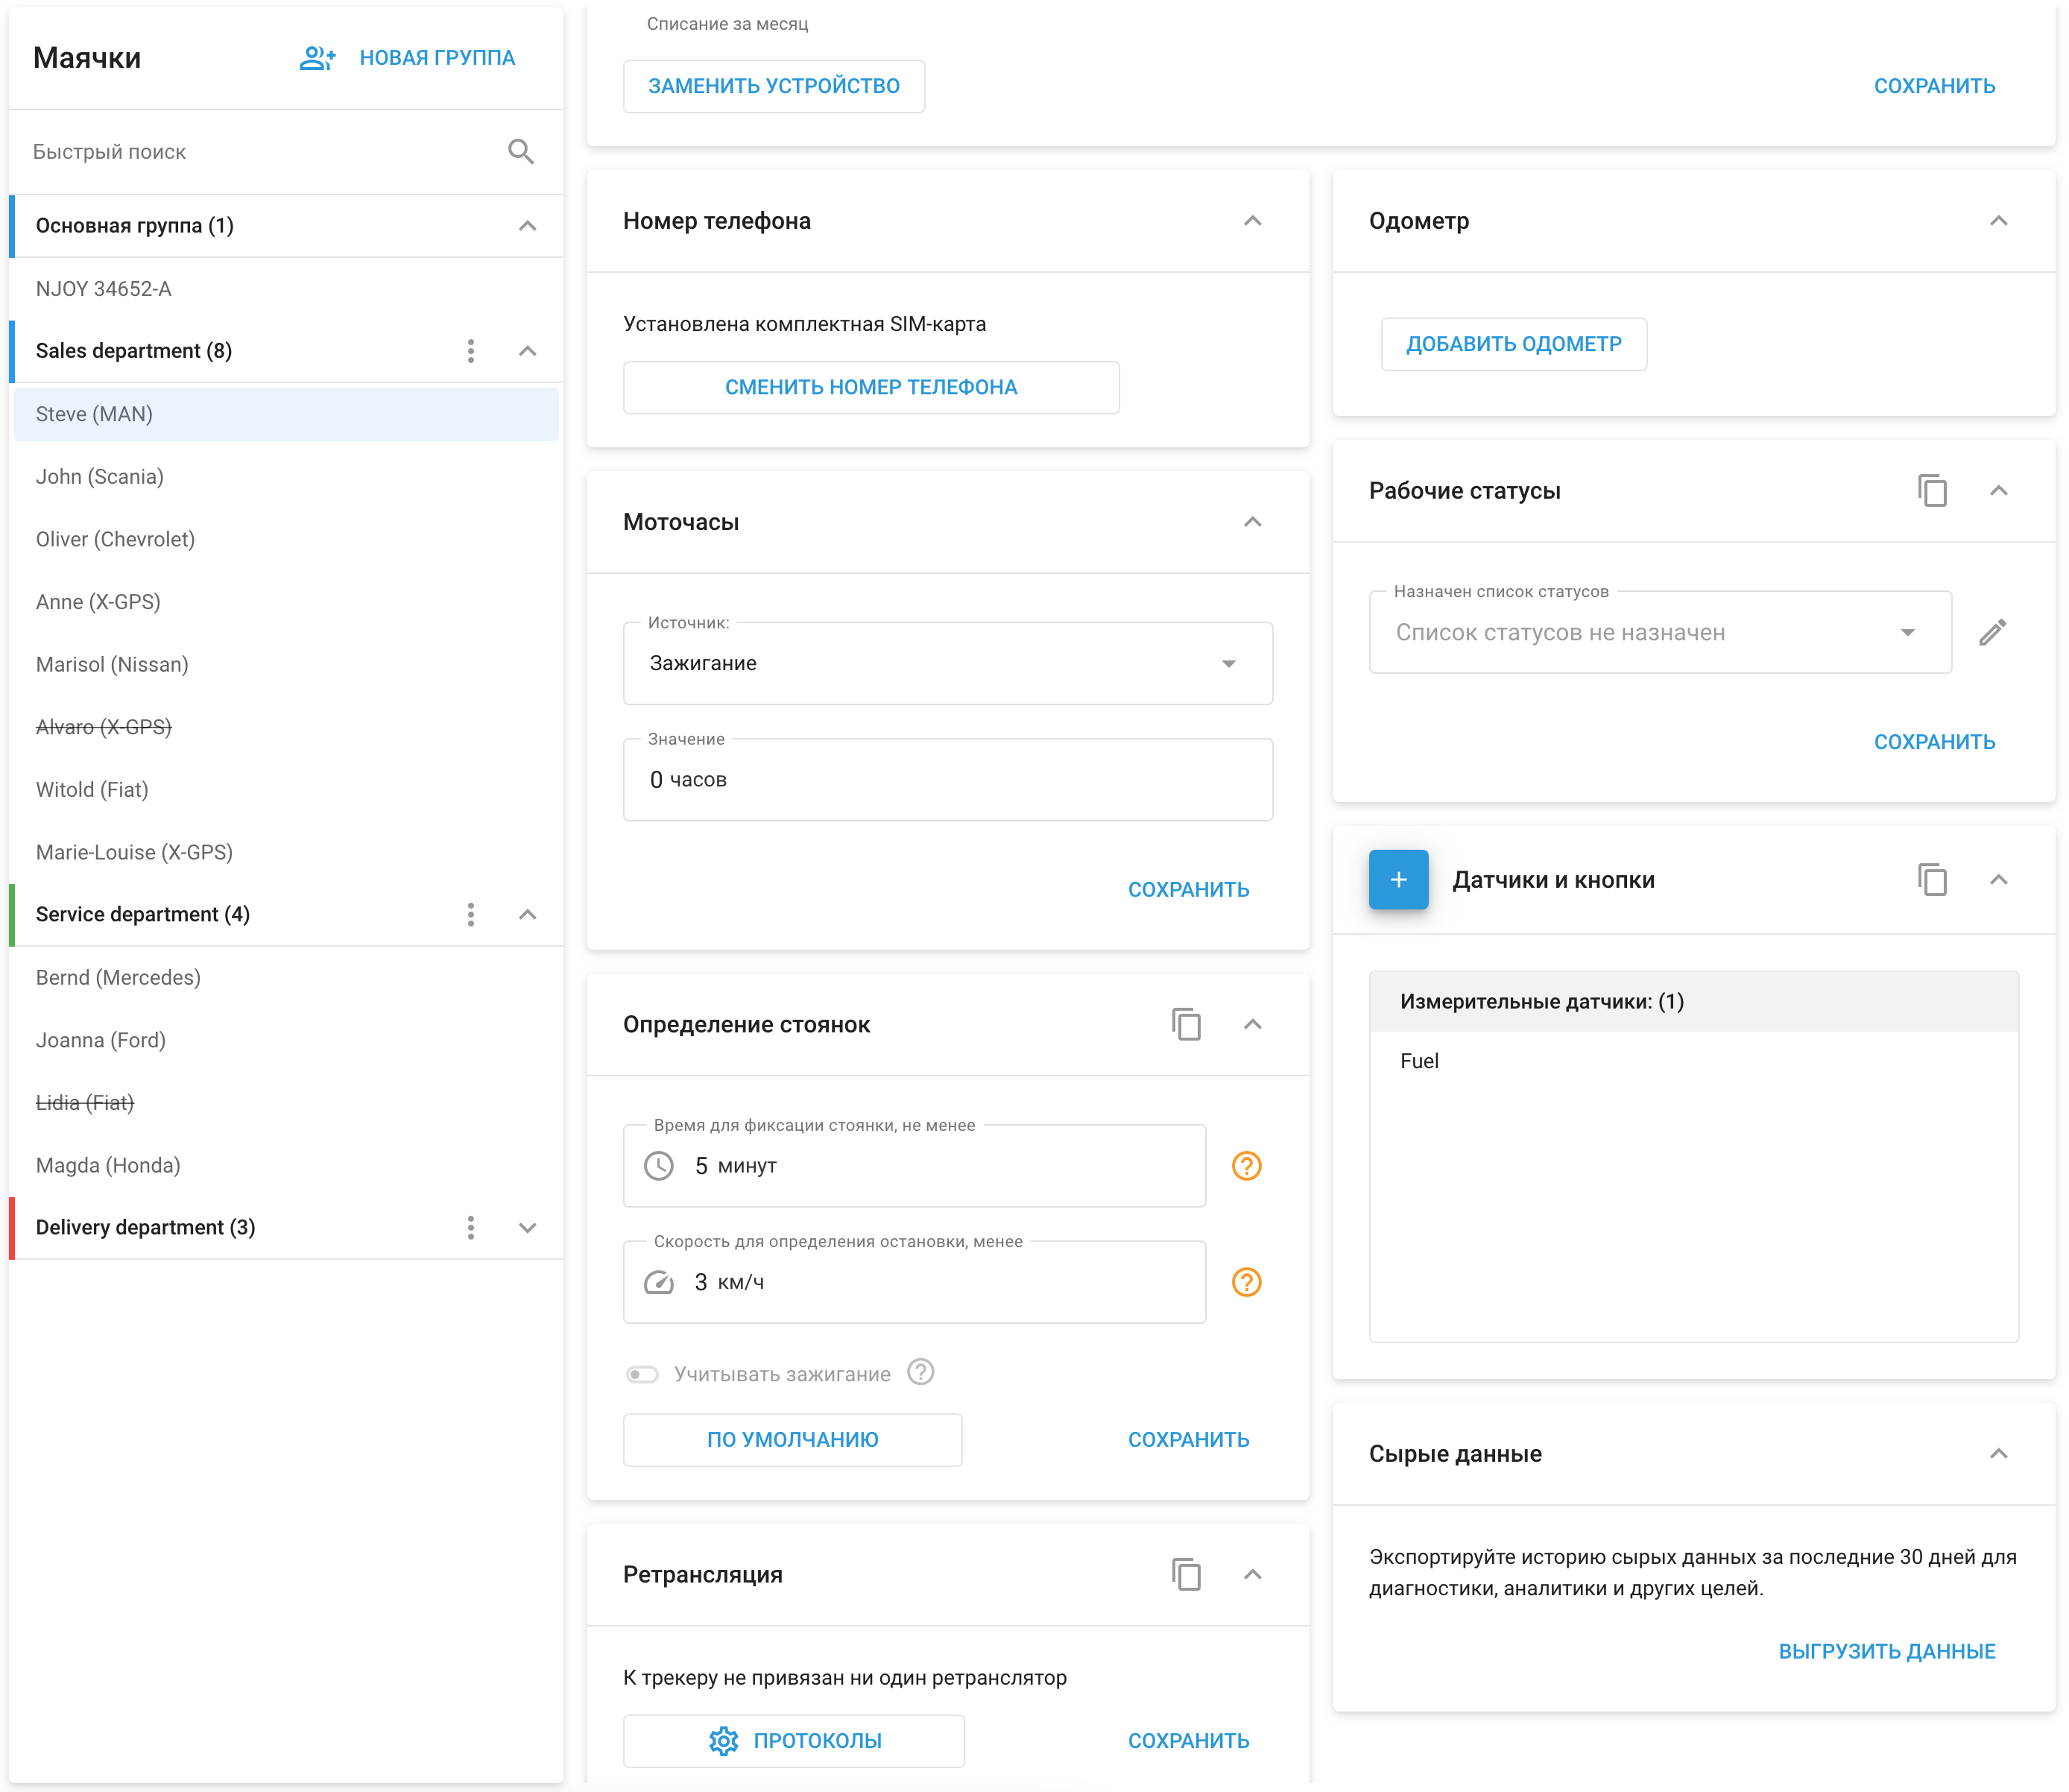 Маячки
НОВАЯ ГРУППА
Быстрый поиск
Основная группа (1)
NJOY 34652-A
Sales department (8)
Steve (MAN)
John (Scania)
Oliver (Chevrolet)
Anne (X-GPS)
Marisol (Nissan)
Alvaro (X-GPS)
Witold (Fiat)
Marie-Louise (X-GPS)
Service department (4)
Bernd (Mercedes)
Joanna (Ford)
Lidia (Fiat)
Magda (Honda)
Delivery department (3)
Списание за месяц
ЗАМЕНИТЬ УСТРОЙСТВО
СОХРАНИТЬ
Номер телефона
Установлена комплектная SIM-карта
СМЕНИТЬ НОМЕР ТЕЛЕФОНА
Моточасы
Источник:
Зажигание
Значение
0 часов
СОХРАНИТЬ
Определение стоянок
Время для фиксации стоянки, не менее
5 минут
Скорость для определения остановки, менее
3 км/ч
Учитывать зажигание
ПО УМОЛЧАНИЮ
СОХРАНИТЬ
Ретрансляция
К трекеру не привязан ни один ретранслятор
ПРОТОКОЛЫ
СОХРАНИТЬ
Одометр
ДОБАВИТЬ ОДОМЕТР
Рабочие статусы
Назначен список статусов
Список статусов не назначен
СОХРАНИТЬ
Датчики и кнопки
Измерительные датчики: (1)
Fuel
Сырые данные
Экспортируйте историю сырых данных за последние 30 дней для
диагностики, аналитики и других целей.
ВЫГРУЗИТЬ ДАННЫЕ